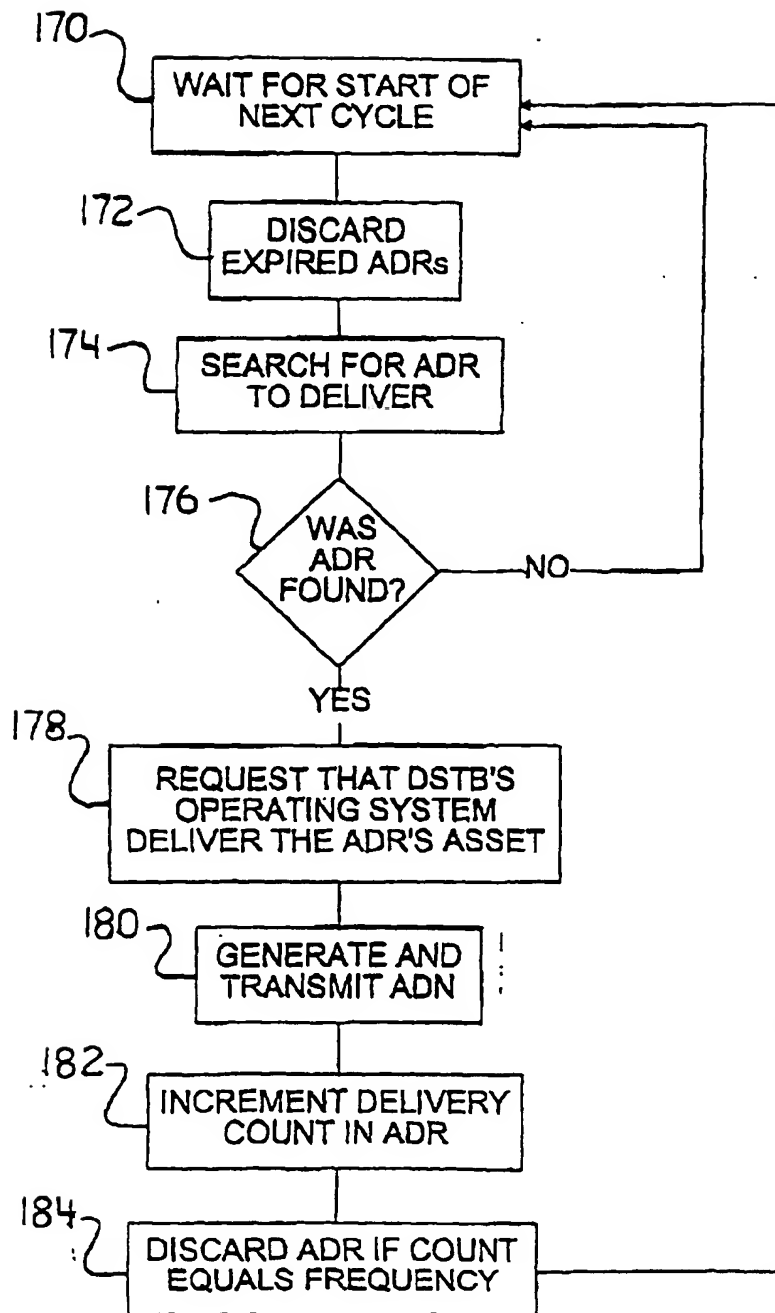 170
WAIT FOR START OF
NEXT CYCLE
172
DISCARD
EXPIRED ADRs
174
SEARCH FOR ADR
TO DELIVER
176
WAS
ADR
FOUND?
NO
YES
178
REQUEST THAT DSTB'S
OPERATING SYSTEM
DELIVER THE ADR'S ASSET
180
GENERATE AND
TRANSMIT ADN
182
INCREMENT DELIVERY
COUNT IN ADR
184
DISCARD ADR IF COUNT
EQUALS FREQUENCY